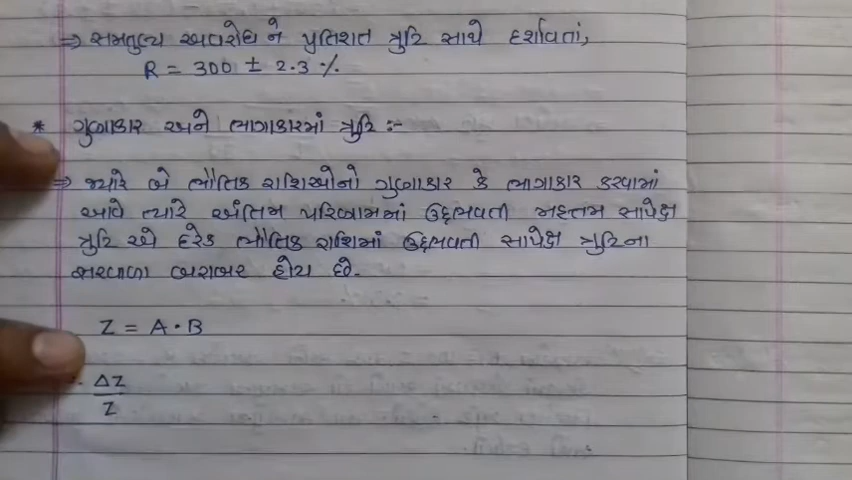 ⇒ સમતુલ્ય અવરોધને પ્રતિશત ત્રુટિ સાથે દર્શાવતાં,
R = 300 ± 2.3 %
* ગુણાકાર અને ભાગાકારમાં ત્રુટિ :-
⇒ જ્યારે બે ભૌતિક રાશિઓનો ગુણાકાર કે ભાગાકાર કરવામાં
આવે ત્યારે અંતિમ પરિણામમાં ઉદ્દભવતી મહત્તમ સાપેક્ષ
ત્રુટિ એ દરેક ભૌતિક રાશિમાં ઉદ્દભવતી સાપેક્ષ ત્રુટિના
સરવાળા બરાબર હોય છે.
Z = A · B
∴ ΔZ
Z